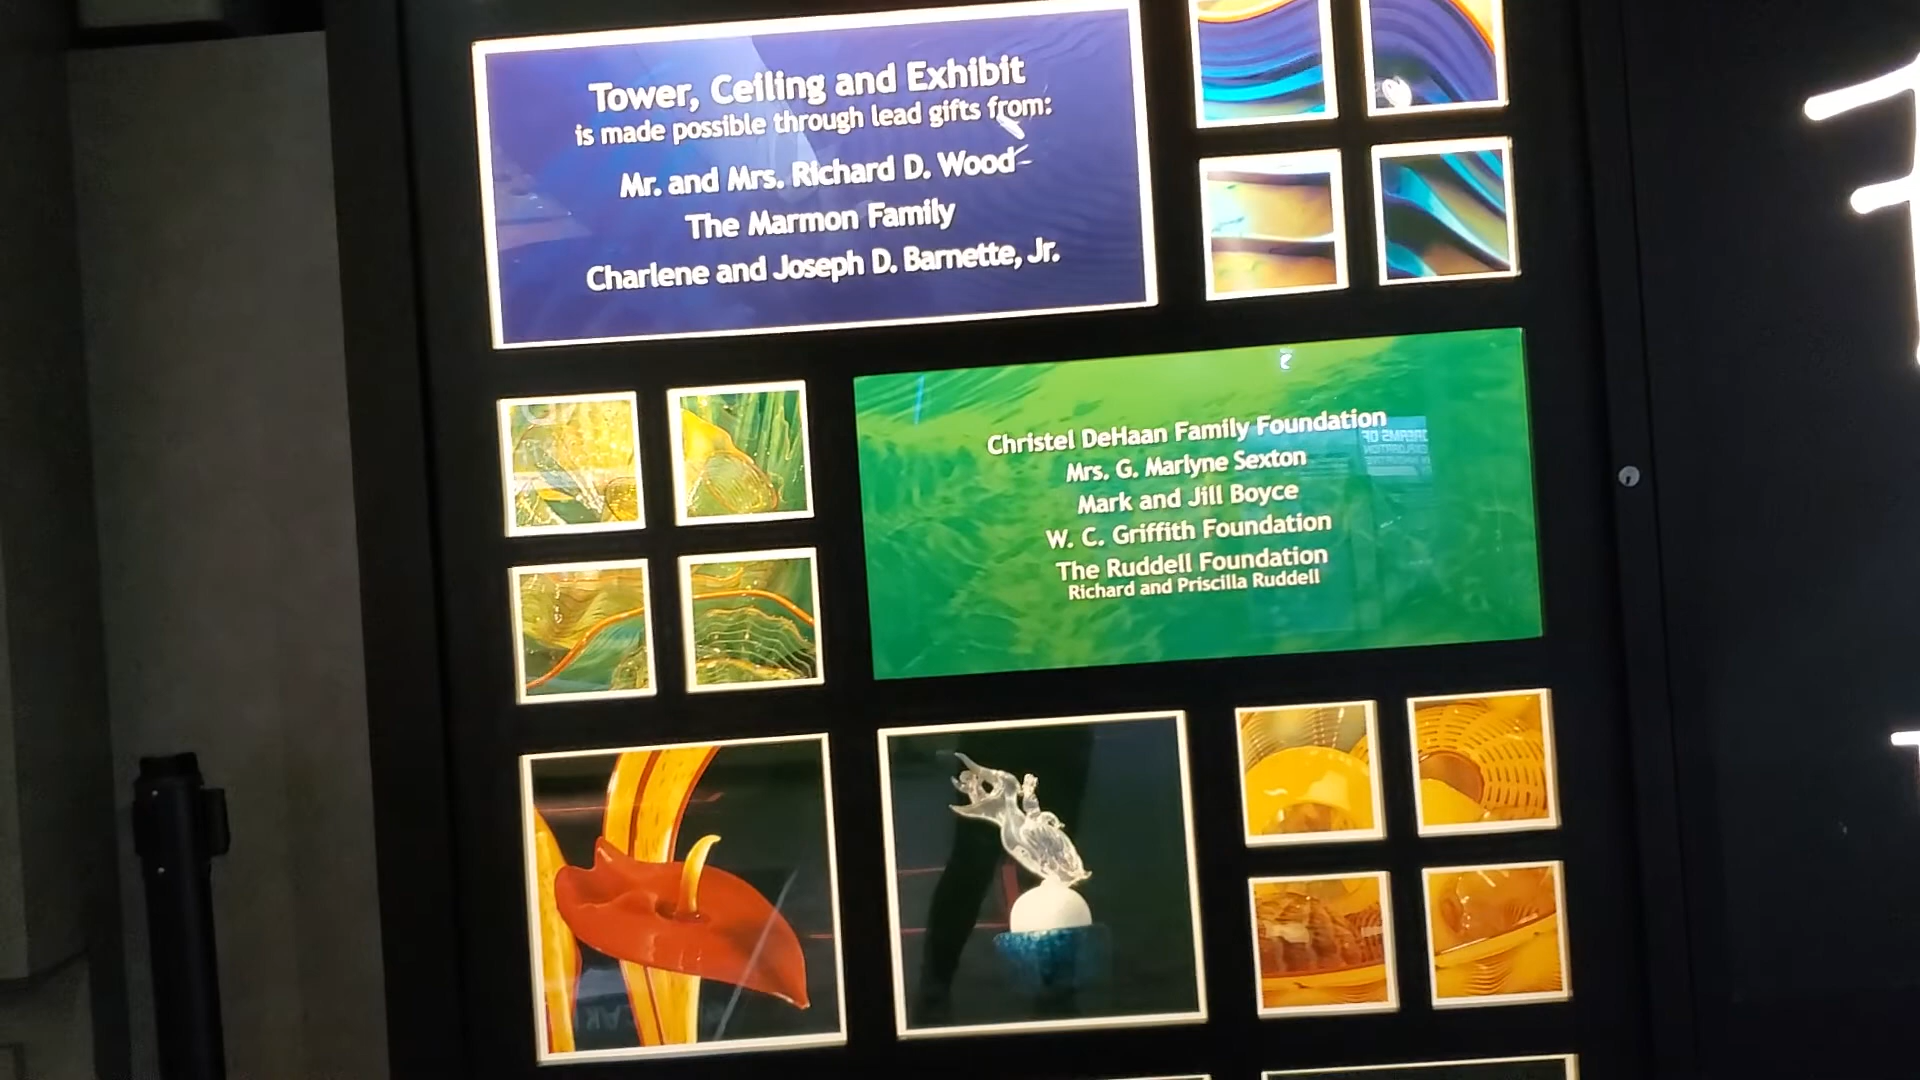 Tower, Ceiling and Exhibit
is made possible through lead gifts from:
Mr. and Mrs. Richard D. Wood
The Marmon Family
Charlene and Joseph D. Barnette, Jr.
Christel DeHaan Family Foundation
Mrs. G. Marlyne Sexton
Mark and Jill Boyce
W. C. Griffith Foundation
The Ruddell Foundation
Richard and Priscilla Ruddell